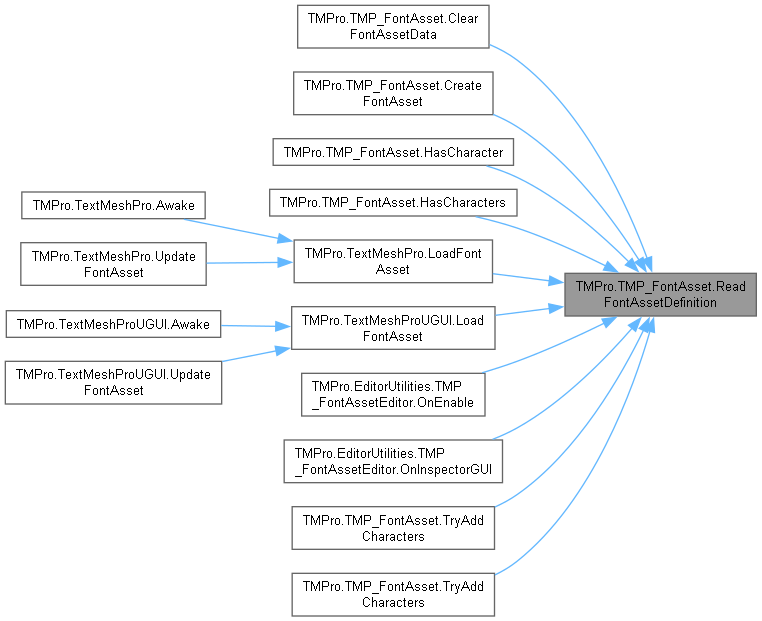 TMPro.TMP_FontAsset.Clear
FontAssetData
TMPro.TMP_FontAsset.Create
FontAsset
TMPro.TMP_FontAsset.HasCharacter
TMPro.TMP_FontAsset.HasCharacters
TMPro.TextMeshPro.Awake
TMPro.TextMeshPro.Update
FontAsset
TMPro.TextMeshPro.LoadFont
Asset
TMPro.TMP_FontAsset.Read
FontAssetDefinition
TMPro.TextMeshProUGUI.Awake
TMPro.TextMeshProUGUI.Load
FontAsset
TMPro.TextMeshProUGUI.Update
FontAsset
TMPro.EditorUtilities.TMP
_FontAssetEditor.OnEnable
TMPro.EditorUtilities.TMP
_FontAssetEditor.OnInspectorGUI
TMPro.TMP_FontAsset.TryAdd
Characters
TMPro.TMP_FontAsset.TryAdd
Characters